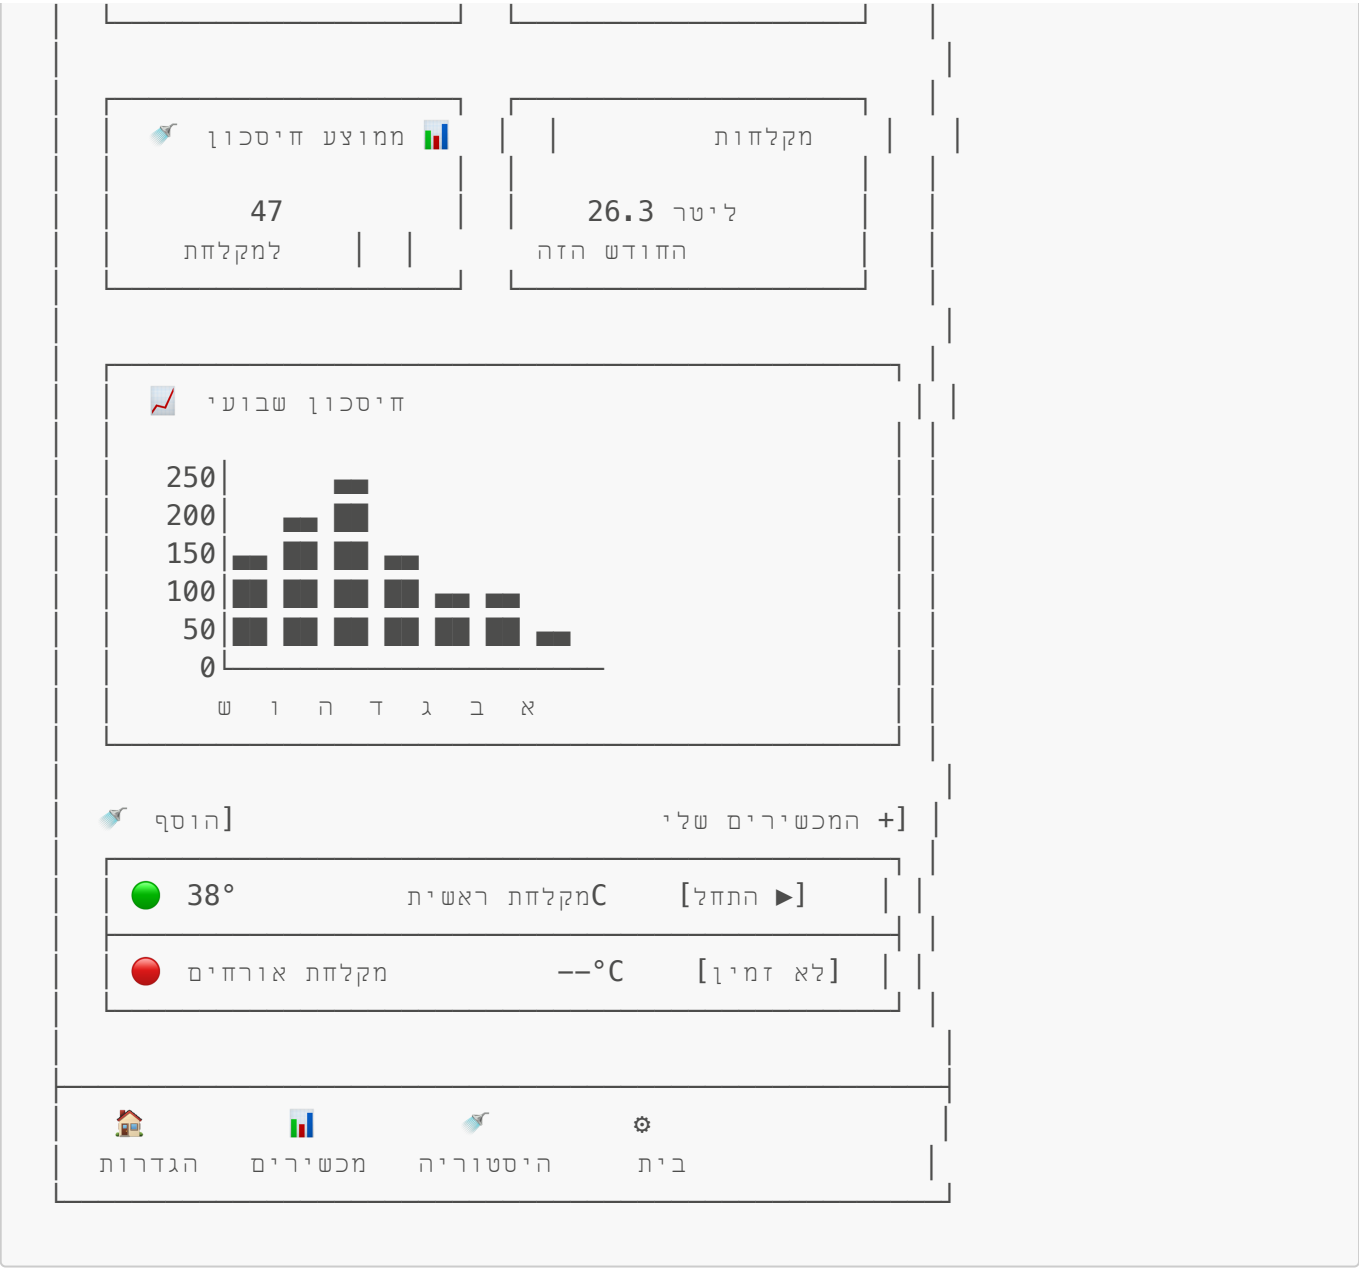 🚿 ממוצע חיסכון 📊
מקלחות
47
26.3 ליטר
למקלחת
החודש הזה
📈 חיסכון שבועי
250
200
150
100
50
0
א ב ג ד ה ו ש
🚿 הוסף]
[+ המכשירים שלי
🟢 38° מקלחת ראשיתC [▶ התחל]
🔴 מקלחת אורחים --°C [לא זמין]
🏠 📊 🚿 ⚙
בית היסטוריה מכשירים הגדרות